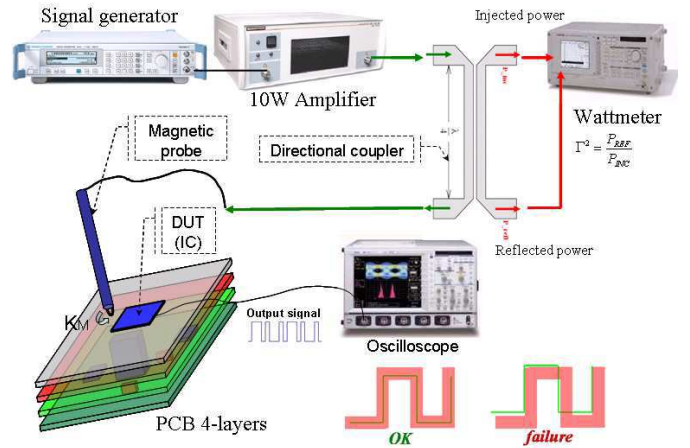 Signal generator
Injected power
10W Amplifier
Wattmeter
Γ² = P_REF / P_INC
Magnetic
probe
Directional coupler
λ
4
DUT
(IC)
Reflected power
K_M
Output signal
Oscilloscope
PCB 4-layers
OK
failure